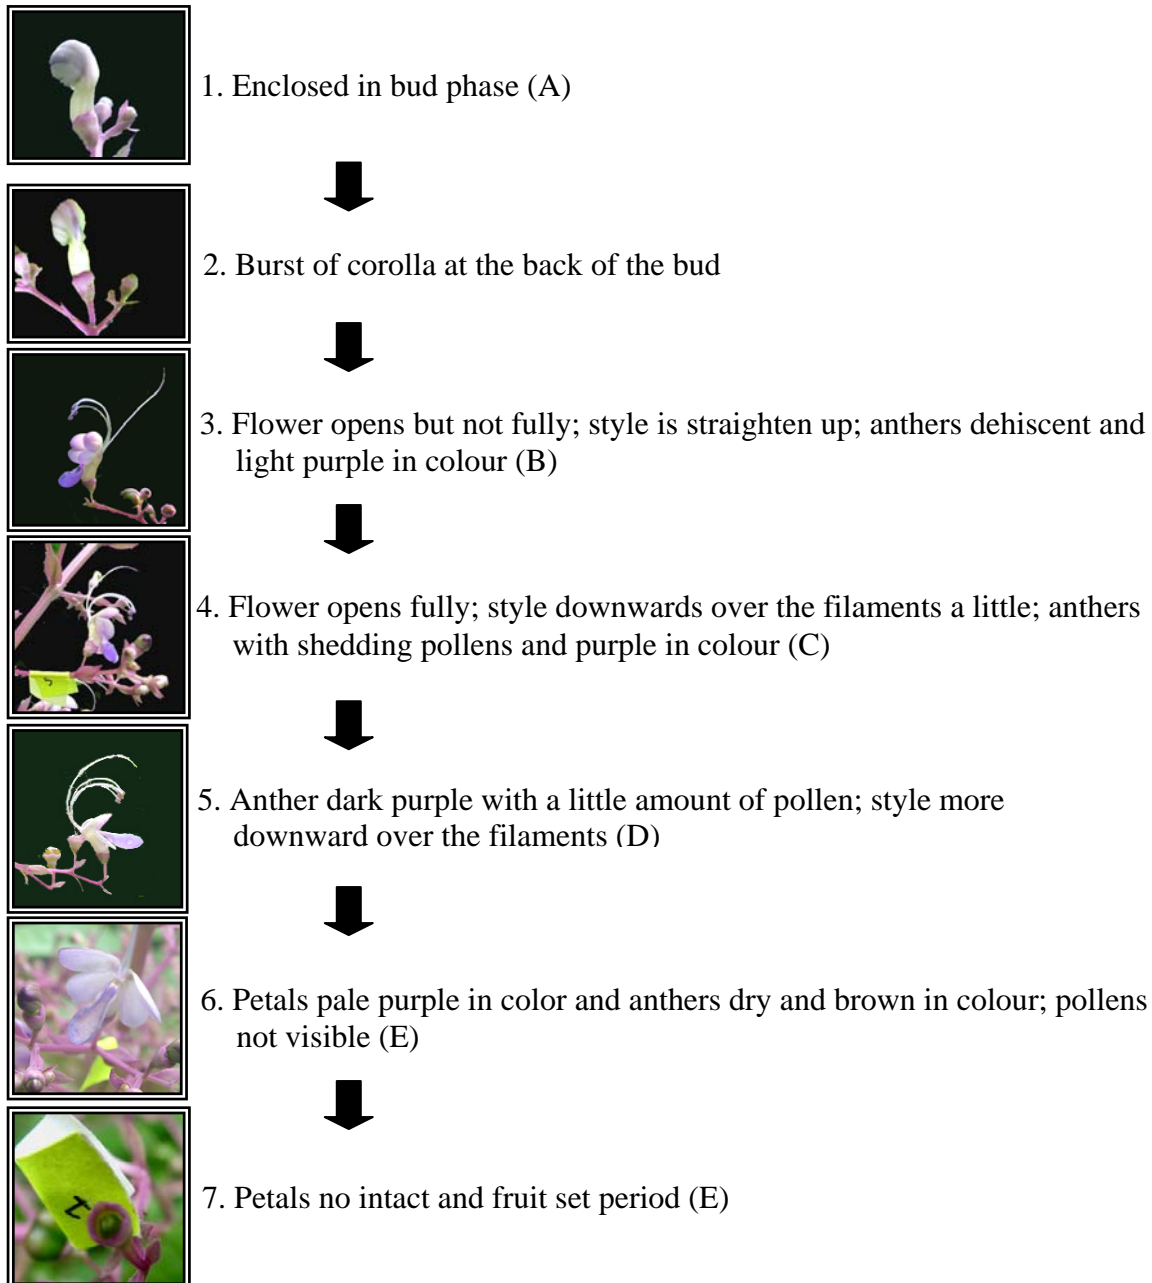 1. Enclosed in bud phase (A)
2. Burst of corolla at the back of the bud
3. Flower opens but not fully; style is straighten up; anthers dehiscent and
light purple in colour (B)
4. Flower opens fully; style downwards over the filaments a little; anthers
with shedding pollens and purple in colour (C)
5. Anther dark purple with a little amount of pollen; style more
downward over the filaments (D)
6. Petals pale purple in color and anthers dry and brown in colour; pollens
not visible (E)
7. Petals no intact and fruit set period (E)